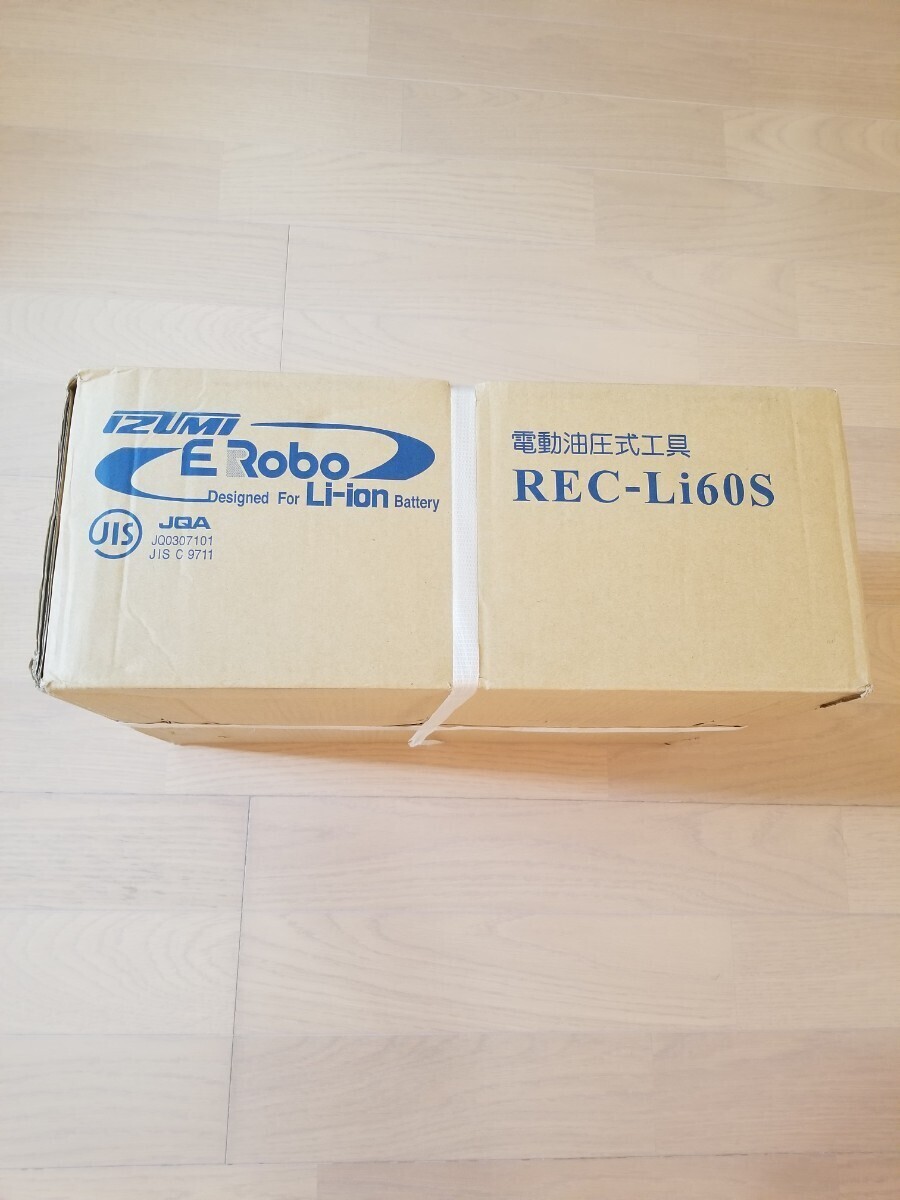 IZUMI
E Robo
Designed For Li-ion Battery
JIS
JQA
JQ0307101
JIS C 9711
電動油圧式工具
REC-Li60S